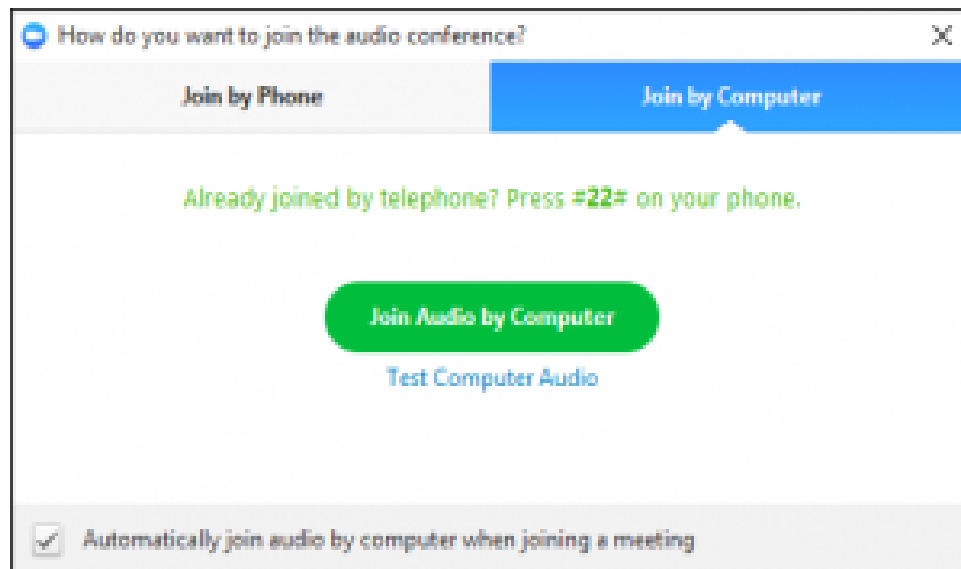 How do you want to join the audio conference?
Join by Phone
Join by Computer
Already joined by telephone? Press #22# on your phone.
Join Audio by Computer
Test Computer Audio
Automatically join audio by computer when joining a meeting